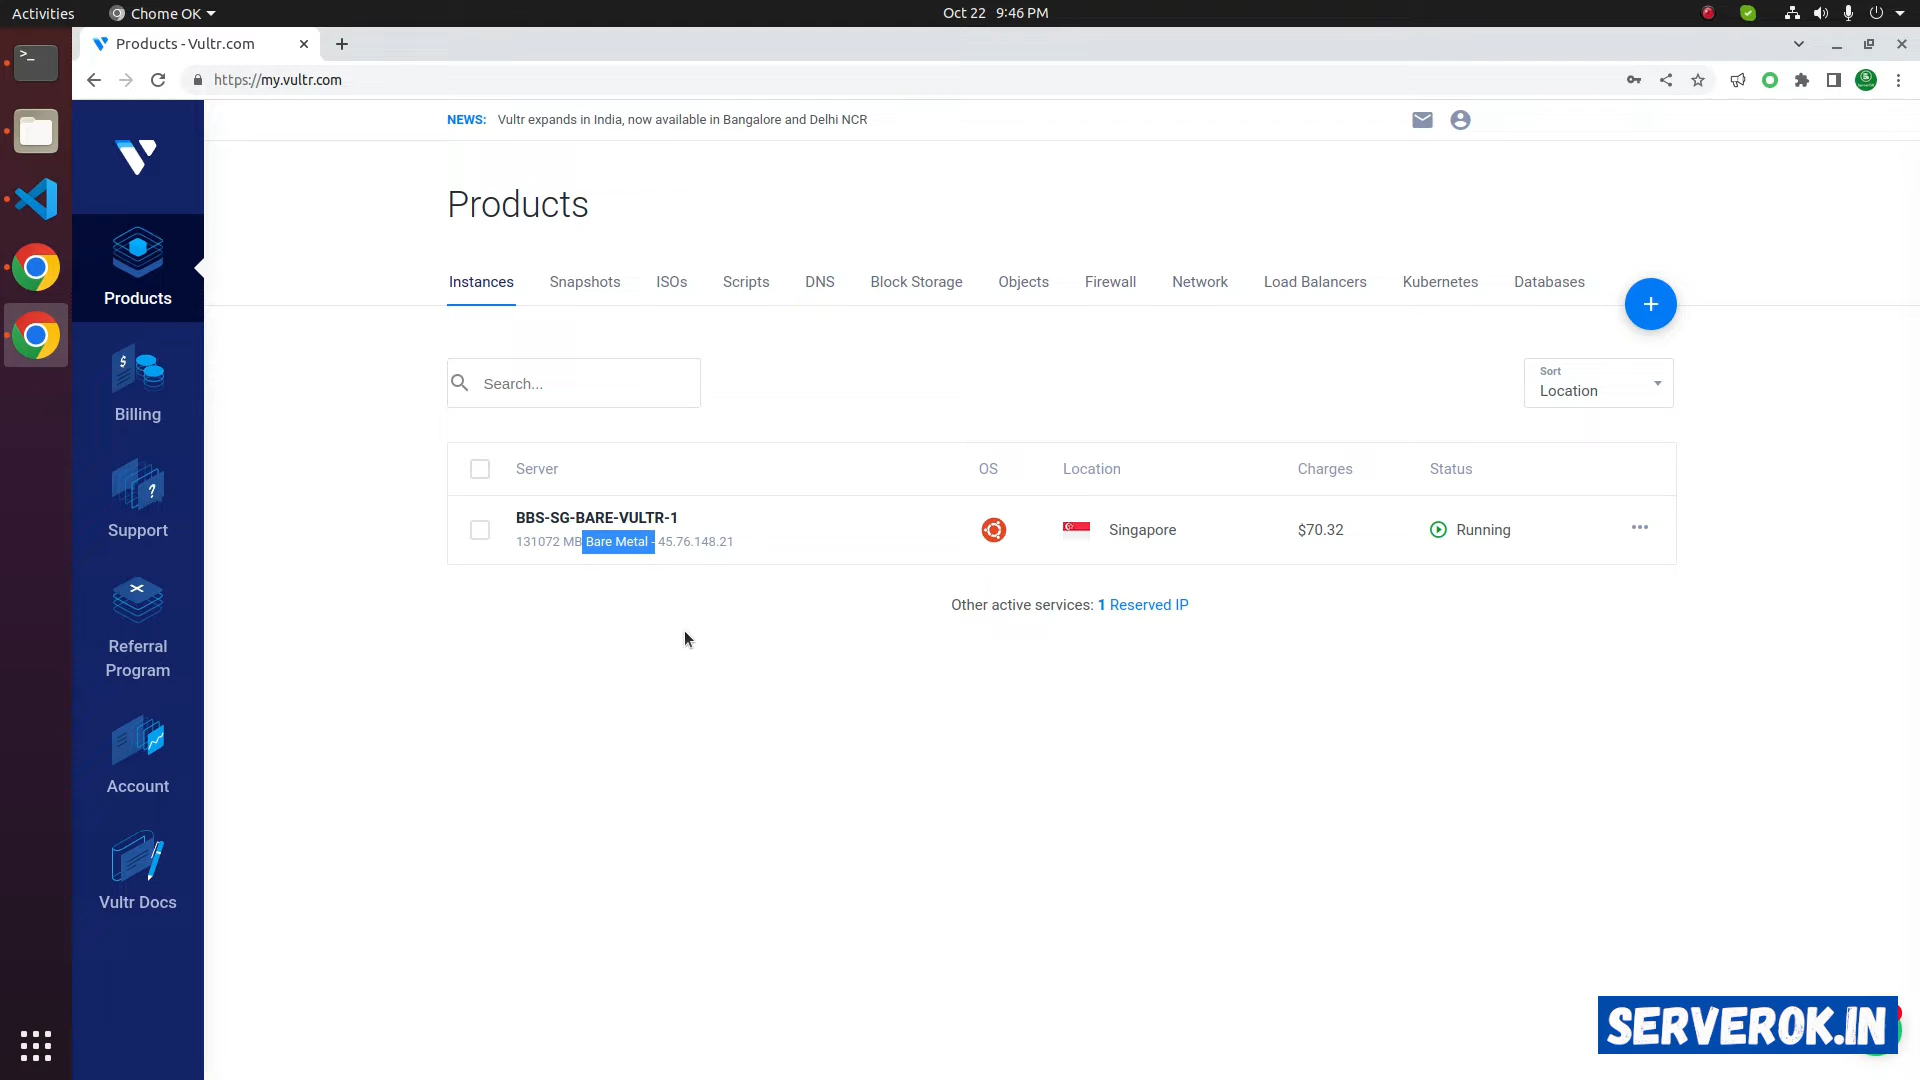 Activities
Chome OK
Oct 22 9:46 PM
Products - Vultr.com
https://my.vultr.com
NEWS: Vultr expands in India, now available in Bangalore and Delhi NCR
Products
Instances Snapshots ISOs Scripts DNS Block Storage Objects Firewall Network Load Balancers Kubernetes Databases
+
Search...
Sort
Location
Server OS Location Charges Status
BBS-SG-BARE-VULTR-1
131072 MB Bare Metal - 45.76.148.21
Singapore
$70.32
Running
Other active services: 1 Reserved IP
Products
Billing
Support
Referral
Program
Account
Vultr Docs
SERVEROK.IN